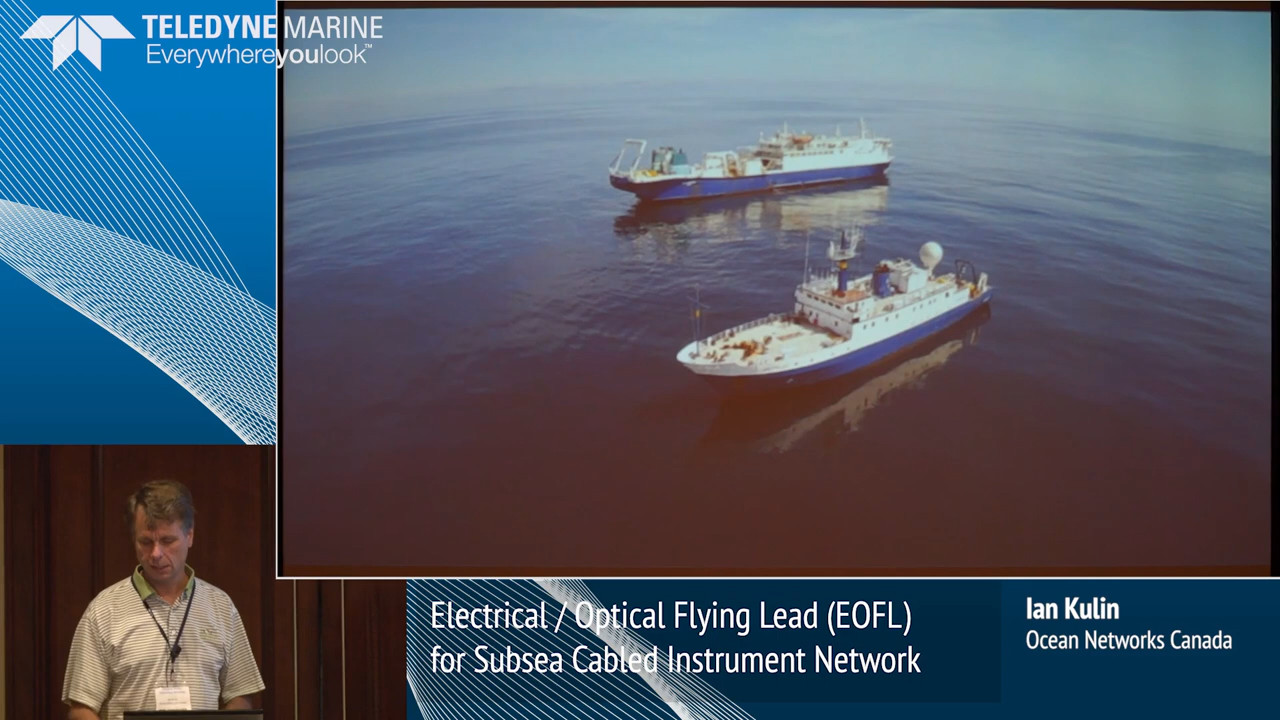 TELEDYNE MARINE
Everywhereyoulook™
Electrical / Optical Flying Lead (EOFL)
for Subsea Cabled Instrument Network
Ian Kulin
Ocean Networks Canada